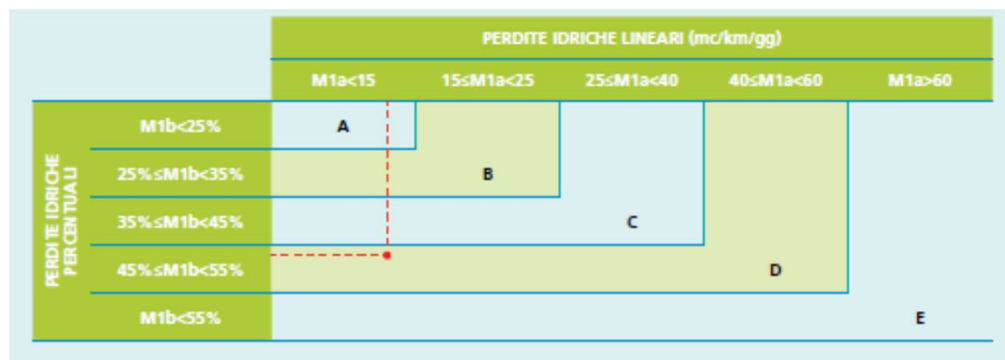 PERDITE IDRICHE LINEARI (mc/km/gg)
M1a<15 15≤M1a<25 25≤M1a<40 40≤M1a<60 M1a>60
PERDITE IDRICHE
PERCENTUALI
M1b<25% A
25%≤M1b<35% B
35%≤M1b<45% C
45%≤M1b<55% D
M1b<55% E